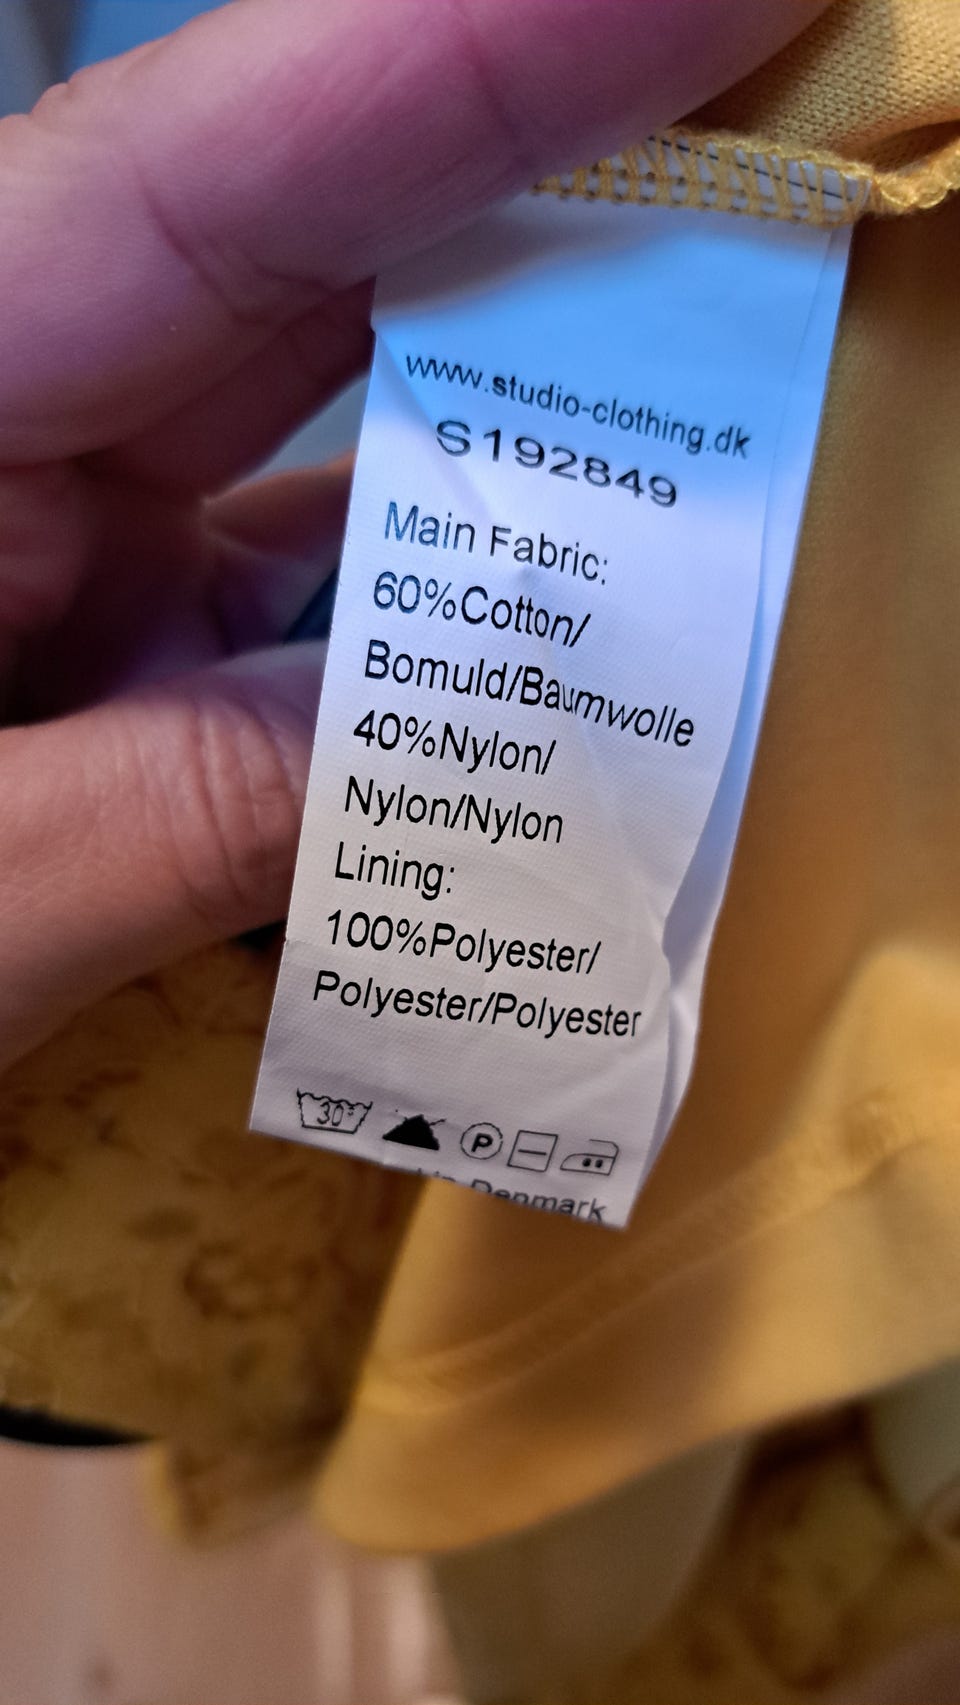 www.studio-clothing.dk
S192849
Main Fabric:
60%Cotton/
Bomuld/Baumwolle
40%Nylon/
Nylon/Nylon
Lining:
100%Polyester/
Polyester/Polyester
30°
P
in Denmark